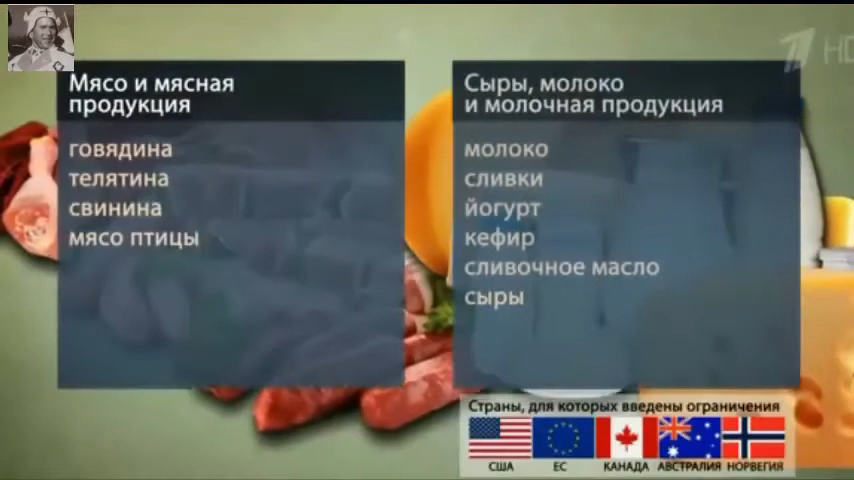 Мясо и мясная
продукция
говядина
телятина
свинина
мясо птицы
Сыры, молоко
и молочная продукция
молоко
сливки
йогурт
кефир
сливочное масло
сыры
Страны, для которых введены ограничения
США ЕС КАНАДА АВСТРАЛИЯ НОРВЕГИЯ
1 HD